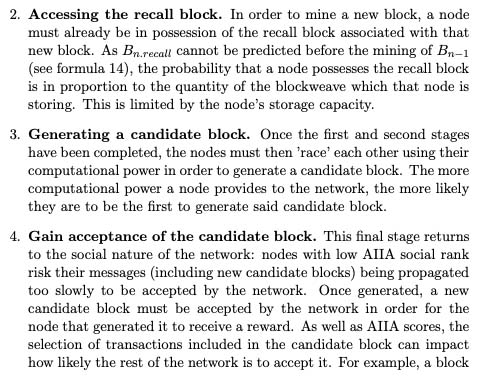 2. Accessing the recall block. In order to mine a new block, a node
must already be in possession of the recall block associated with that
new block. As Bn.recall cannot be predicted before the mining of Bn−1
(see formula 14), the probability that a node possesses the recall block
is in proportion to the quantity of the blockweave which that node is
storing. This is limited by the node's storage capacity.
3. Generating a candidate block. Once the first and second stages
have been completed, the nodes must then 'race' each other using their
computational power in order to generate a candidate block. The more
computational power a node provides to the network, the more likely
they are to be the first to generate said candidate block.
4. Gain acceptance of the candidate block. This final stage returns
to the social nature of the network: nodes with low AIIA social rank
risk their messages (including new candidate blocks) being propagated
too slowly to be accepted by the network. Once generated, a new
candidate block must be accepted by the network in order for the
node that generated it to receive a reward. As well as AIIA scores, the
selection of transactions included in the candidate block can impact
how likely the rest of the network is to accept it. For example, a block